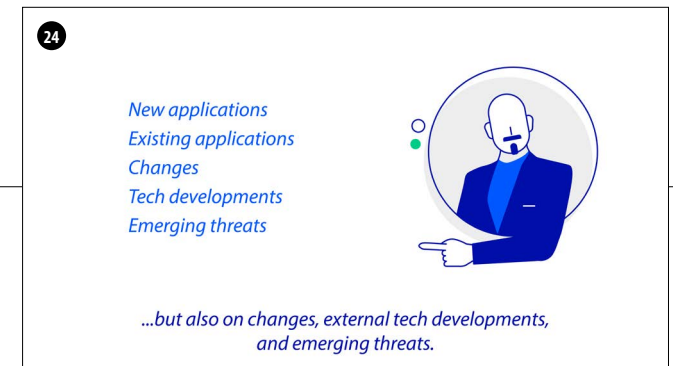 24
New applications
Existing applications
Changes
Tech developments
Emerging threats
...but also on changes, external tech developments,
and emerging threats.